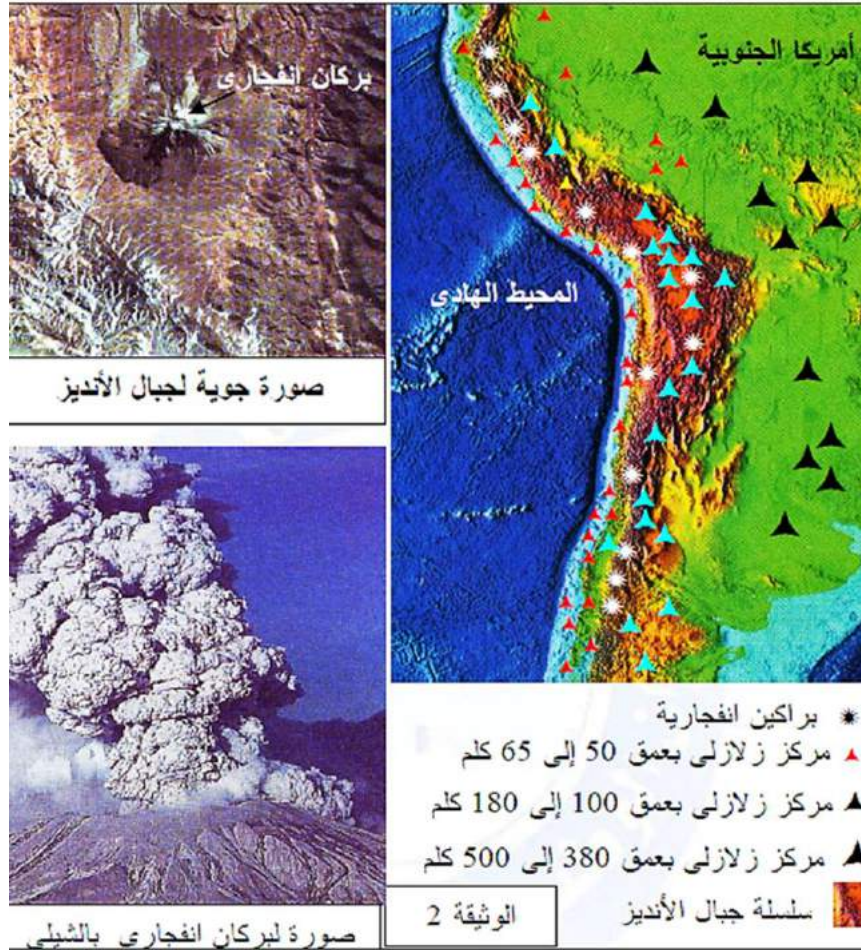 بركان إنفجاري
صورة جوية لجبال الأنديز
أمريكا الجنوبية
المحيط الهادي
براكين انفجارية
مركز زلازلي بعمق 50 إلى 65 كلم
مركز زلازلي بعمق 100 إلى 180 كلم
مركز زلازلي بعمق 380 إلى 500 كلم
سلسلة جبال الأنديز
الوثيقة 2
صورة لبركان انفجاري بالشيلي